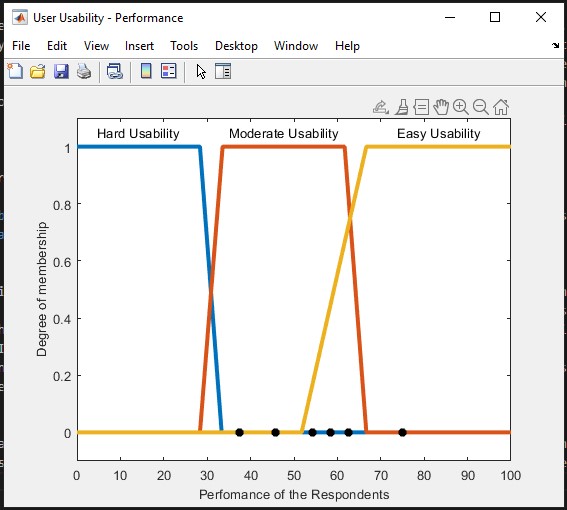 User Usability - Performance
File Edit View Insert Tools Desktop Window Help
Hard Usability Moderate Usability Easy Usability
1
0.8
0.6
0.4
0.2
0
Degree of membership
0 10 20 30 40 50 60 70 80 90 100
Perfomance of the Respondents